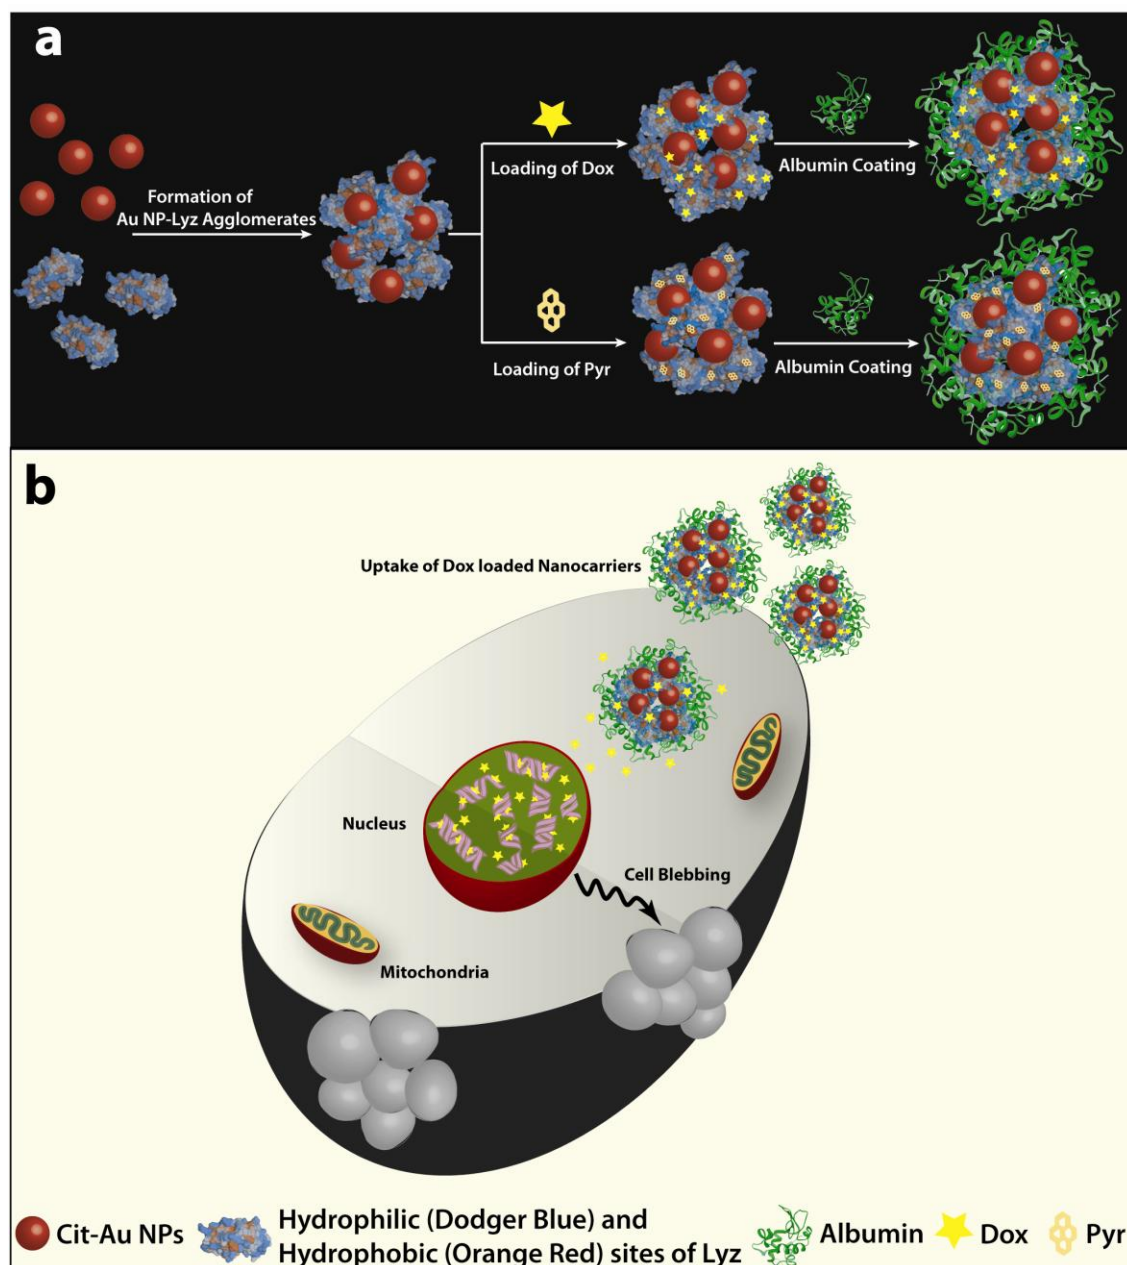 a
Formation of
Au NP-Lyz Agglomerates
Loading of Dox
Albumin Coating
Loading of Pyr
Albumin Coating
b
Uptake of Dox loaded Nanocarriers
Nucleus
Cell Blebbing
Mitochondria
Cit-Au NPs
Hydrophilic (Dodger Blue) and
Hydrophobic (Orange Red) sites of Lyz
Albumin
Dox
Pyr